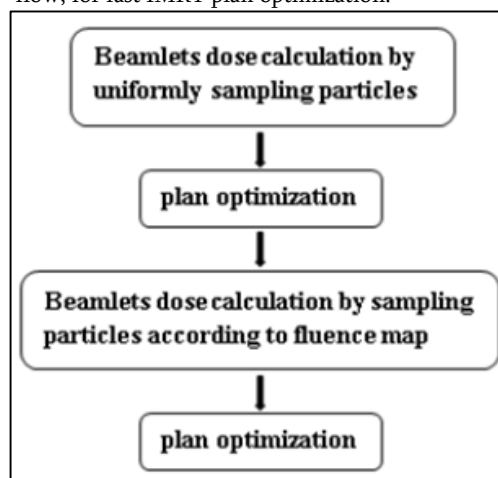 now, for fast IMRT plan optimization.
Beamlets dose calculation by
uniformly sampling particles
plan optimization
Beamlets dose calculation by sampling
particles according to fluence map
plan optimization